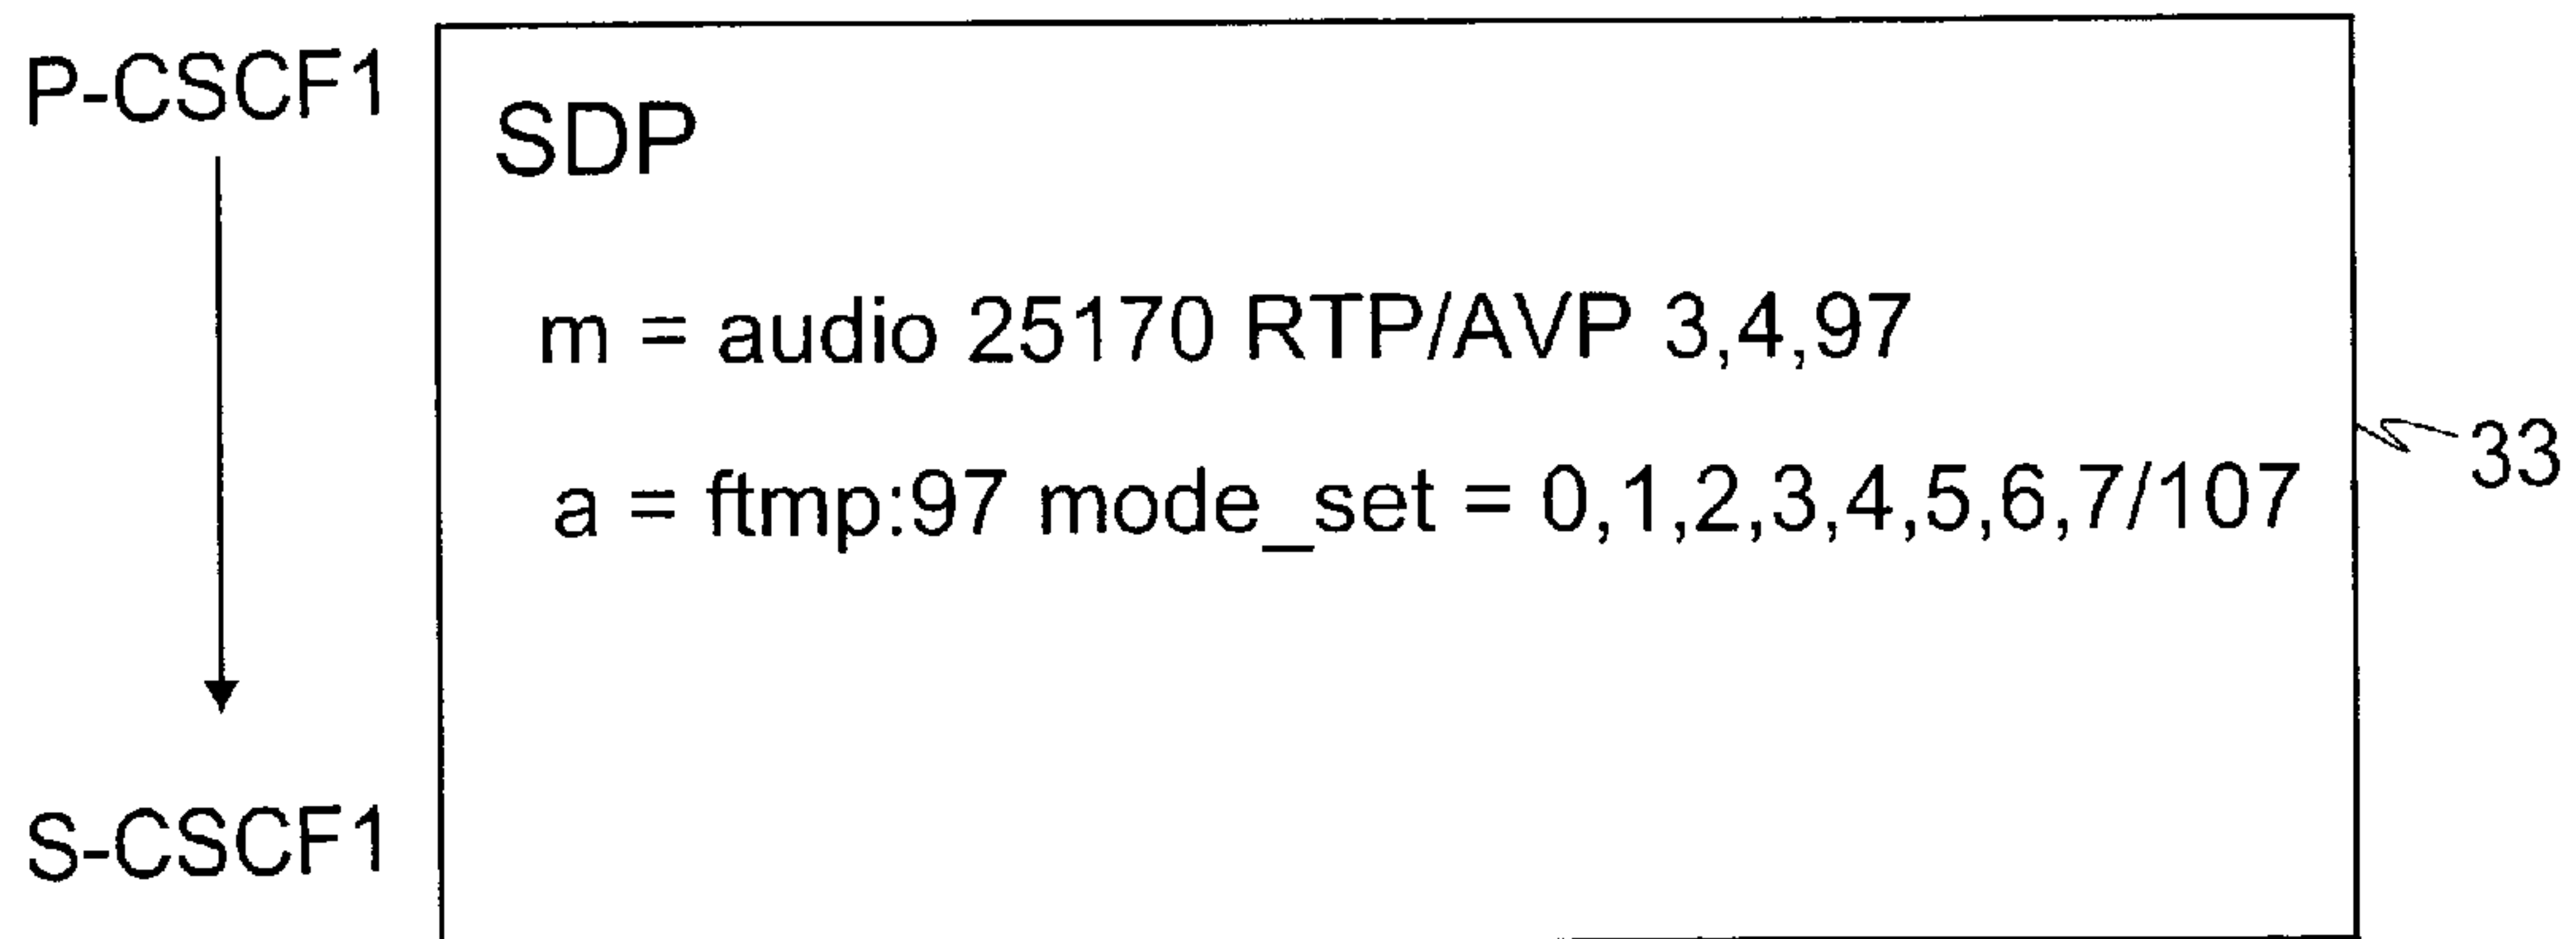 P-CSCF1
SDP
m = audio 25170 RTP/AVP 3,4,97
a = ftmp:97 mode_set = 0,1,2,3,4,5,6,7/107
33
S-CSCF1